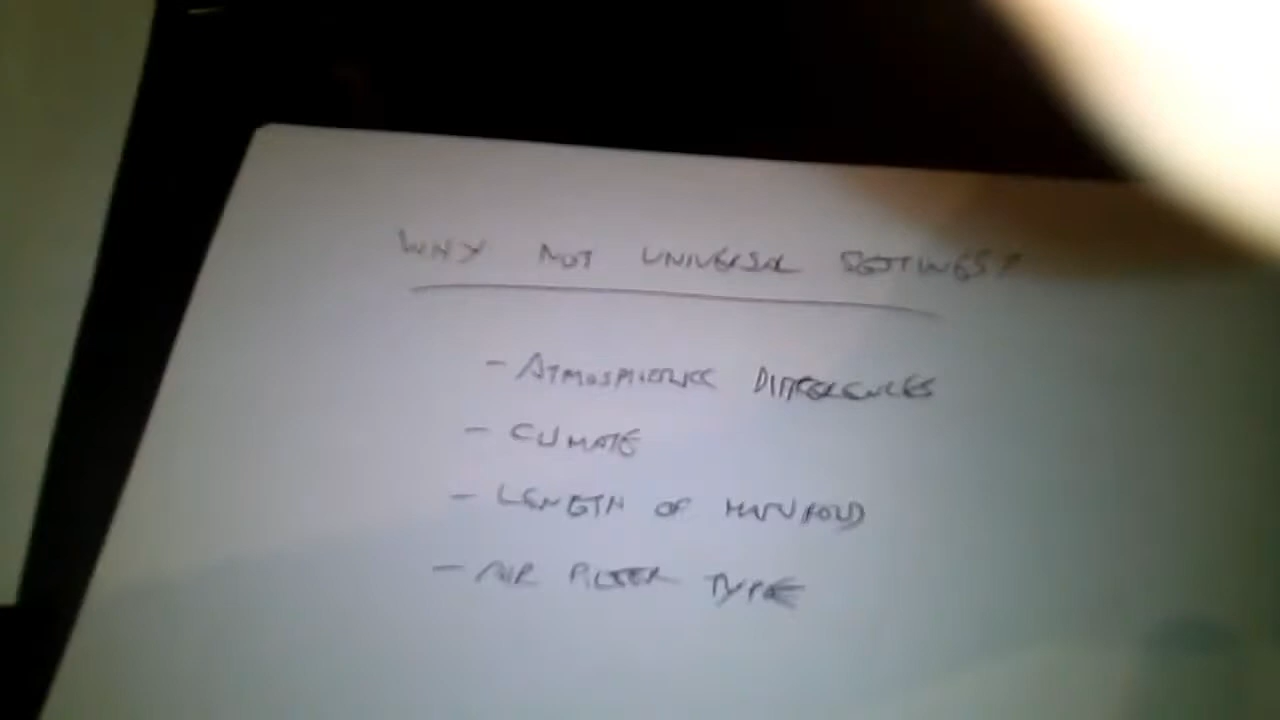 WHY NOT UNIVERSAL SETTINGS?
- ATMOSPHERIC DIFFERENCES
- CLIMATE
- LENGTH OF MANIFOLD
- AIR FILTER TYPE